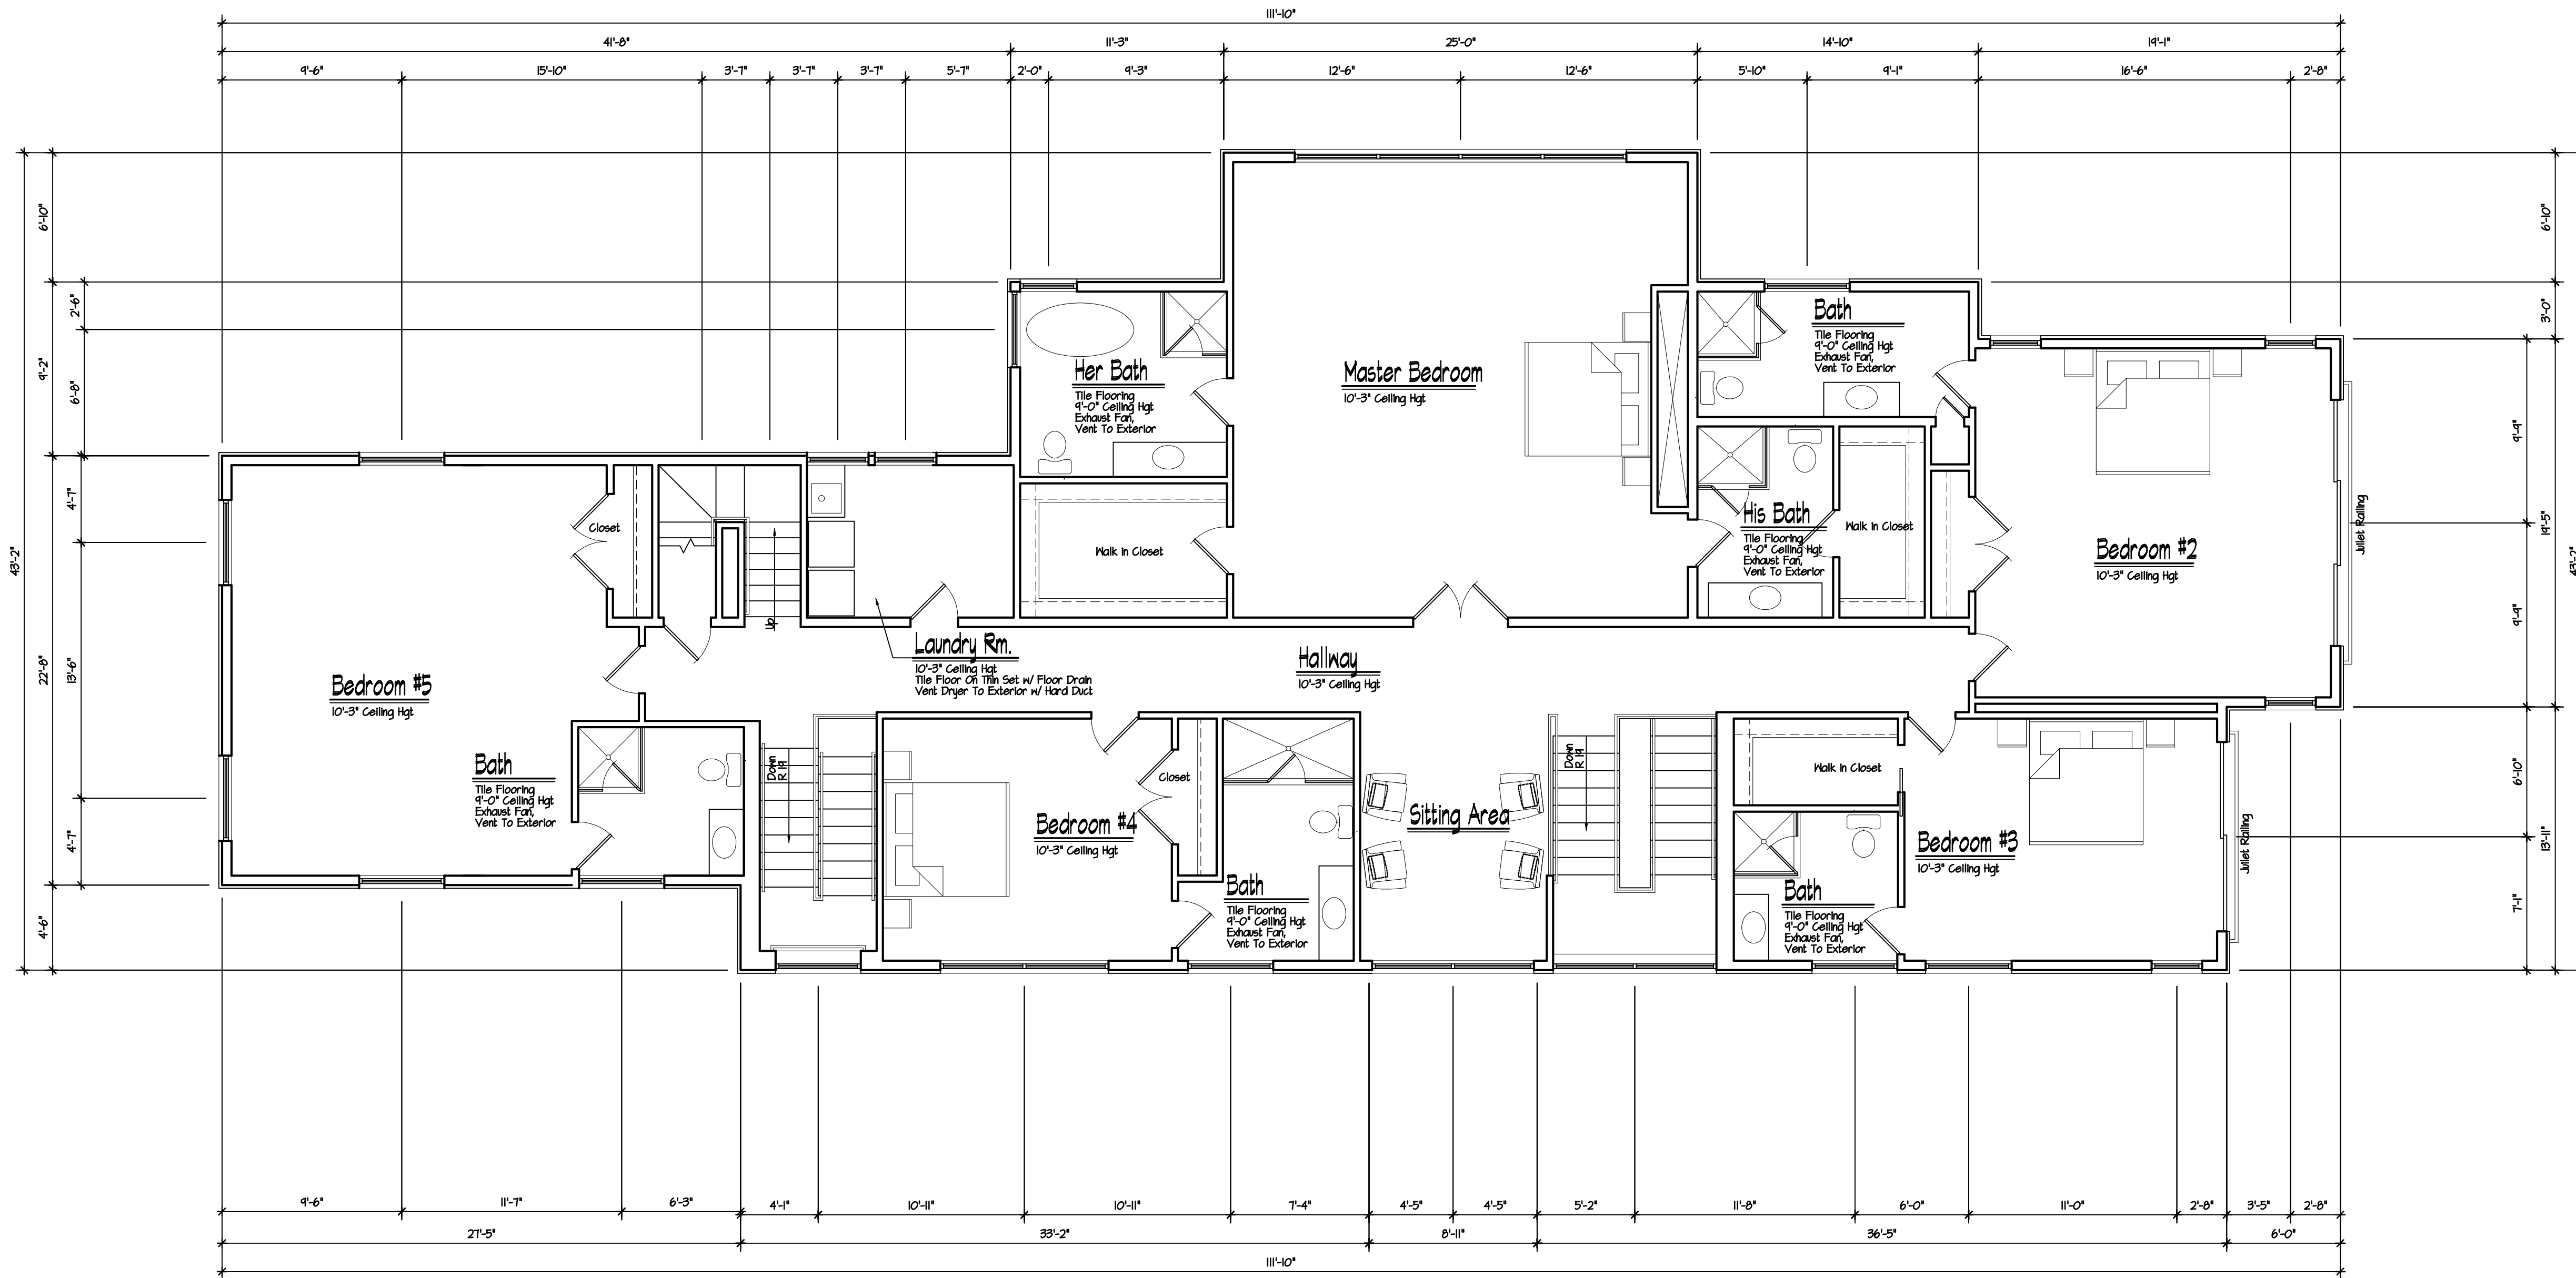 111'-10"
41'-8" 11'-3" 25'-0" 14'-10" 19'-1"
9'-6" 15'-10" 3'-7" 3'-7" 3'-7" 5'-7" 2'-0" 9'-3" 12'-6" 12'-6" 5'-10" 9'-1" 16'-6" 2'-8"
43'-2"
6'-10"
9'-2"
22'-8"
4'-6"
2'-6"
6'-8"
4'-7"
13'-6"
4'-7"
Her Bath
Tile Flooring
9'-0" Ceiling Hgt
Exhaust Fan,
Vent To Exterior
Master Bedroom
10'-3" Ceiling Hgt
Bath
Tile Flooring
9'-0" Ceiling Hgt
Exhaust Fan,
Vent To Exterior
Closet
Walk In Closet
His Bath
Tile Flooring
9'-0" Ceiling Hgt
Exhaust Fan,
Vent To Exterior
Walk In Closet
Bedroom #2
10'-3" Ceiling Hgt
Juliet Railing
Up
Laundry Rm.
10'-3" Ceiling Hgt
Tile Floor On Thin Set w/ Floor Drain
Vent Dryer To Exterior w/ Hard Duct
Hallway
10'-3" Ceiling Hgt
Bedroom #5
10'-3" Ceiling Hgt
Bath
Tile Flooring
9'-0" Ceiling Hgt
Exhaust Fan,
Vent To Exterior
Down
R 19
Bedroom #4
10'-3" Ceiling Hgt
Closet
Bath
Tile Flooring
9'-0" Ceiling Hgt
Exhaust Fan,
Vent To Exterior
Sitting Area
Down
R 19
Walk In Closet
Bath
Tile Flooring
9'-0" Ceiling Hgt
Exhaust Fan,
Vent To Exterior
Bedroom #3
10'-3" Ceiling Hgt
Juliet Railing
6'-10"
3'-0"
9'-9"
19'-5"
43'-2"
9'-9"
6'-10"
13'-11"
7'-1"
9'-6" 11'-7" 6'-3" 4'-1" 10'-11" 10'-11" 7'-4" 4'-5" 4'-5" 5'-2" 11'-8" 6'-0" 11'-0" 2'-8" 3'-5" 2'-8"
27'-5" 33'-2" 8'-11" 36'-5" 6'-0"
111'-10"